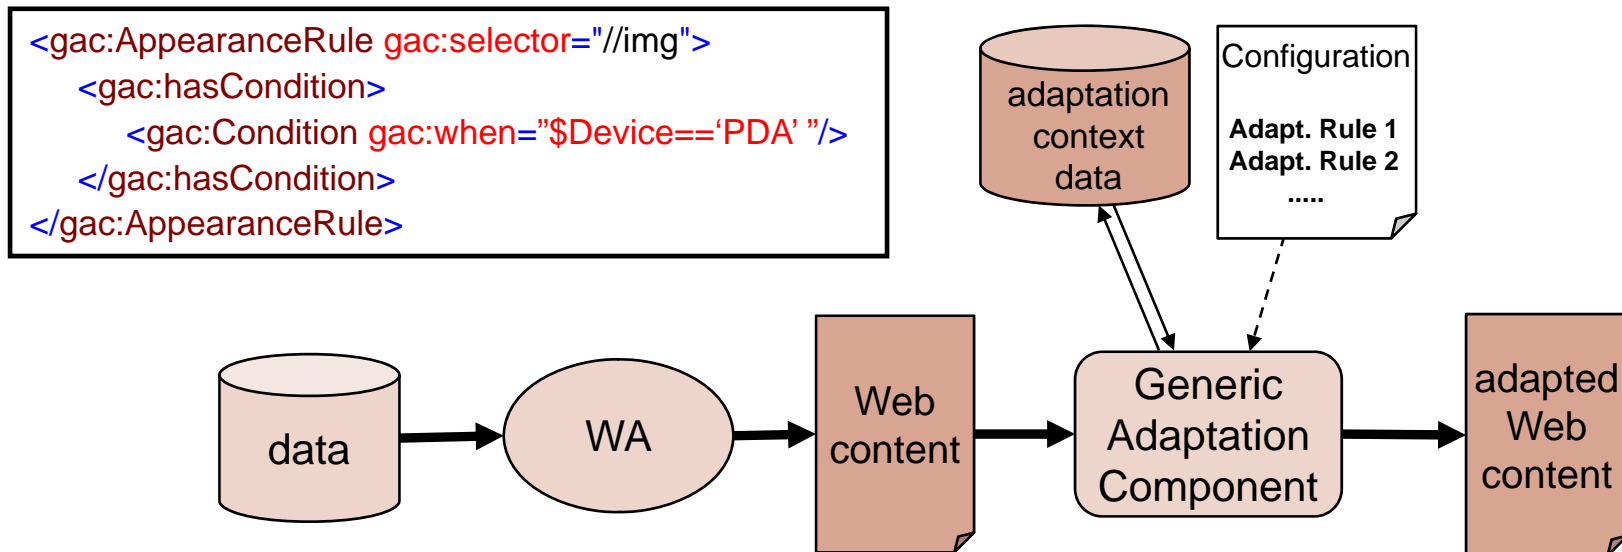 <gac:AppearanceRule gac:selector="//img">
<gac:hasCondition>
<gac:Condition gac:when=”$Device==‘PDA’ ”/>
</gac:hasCondition>
</gac:AppearanceRule>
adaptation
context
data
Configuration
Adapt. Rule 1
Adapt. Rule 2
.....
data
WA
Web
content
Generic
Adaptation
Component
adapted
Web
content